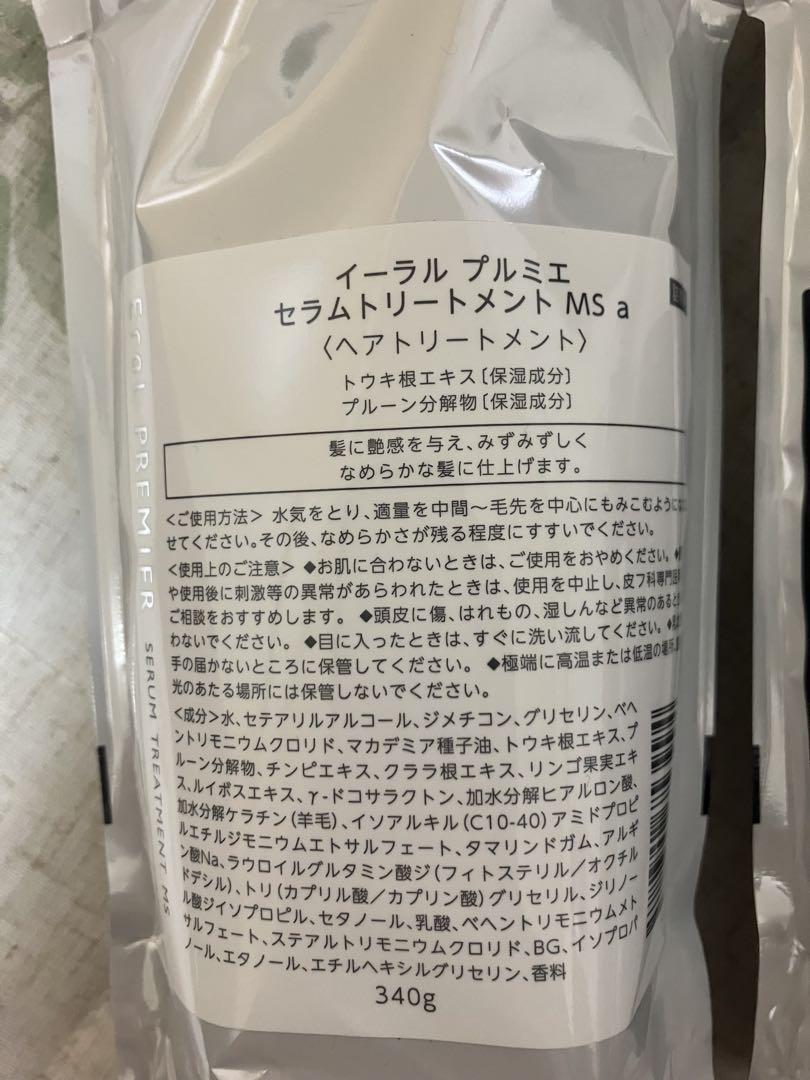 イーラル プルミエ
セラムトリートメント MS a
〈ヘアトリートメント〉
トウキ根エキス〔保湿成分〕
プルーン分解物〔保湿成分〕
髪に艶感を与え、みずみずしく
なめらかな髪に仕上げます。
<ご使用方法> 水気をとり、適量を中間～毛先を中心にもみこむように
せてください。その後、なめらかさが残る程度にすすいでください。
<使用上のご注意> ◆お肌に合わないときは、ご使用をおやめください。◆
や使用後に刺激等の異常があらわれたときは、使用を中止し、皮フ科専門医
ご相談をおすすめします。 ◆頭皮に傷、はれもの、湿しんなど異常のあると
わないでください。 ◆目に入ったときは、すぐに洗い流してください。◆
手の届かないところに保管してください。 ◆極端に高温または低温の場所、
光のあたる場所には保管しないでください。
<成分>水、セテアリルアルコール、ジメチコン、グリセリン、ベヘ
ントリモニウムクロリド、マカデミア種子油、トウキ根エキス、プ
ルーン分解物、チンピエキス、クララ根エキス、リンゴ果実エキ
ス、ルイボスエキス、γ-ドコサラクトン、加水分解ヒアルロン酸、
加水分解ケラチン(羊毛)、イソアルキル(C10-40)アミドプロピ
ルエチルジモニウムエトサルフェート、タマリンドガム、アルギ
ン酸Na、ラウロイルグルタミン酸ジ(フィトステリル/オクチル
ドデシル)、トリ(カプリル酸/カプリン酸)グリセリル、ジリノー
ル酸ジイソプロピル、セタノール、乳酸、ベヘントリモニウムメト
サルフェート、ステアルトリモニウムクロリド、BG、イソプロパ
ノール、エタノール、エチルヘキシルグリセリン、香料
340g
Eral PREMIER SERUM TREATMENT MS